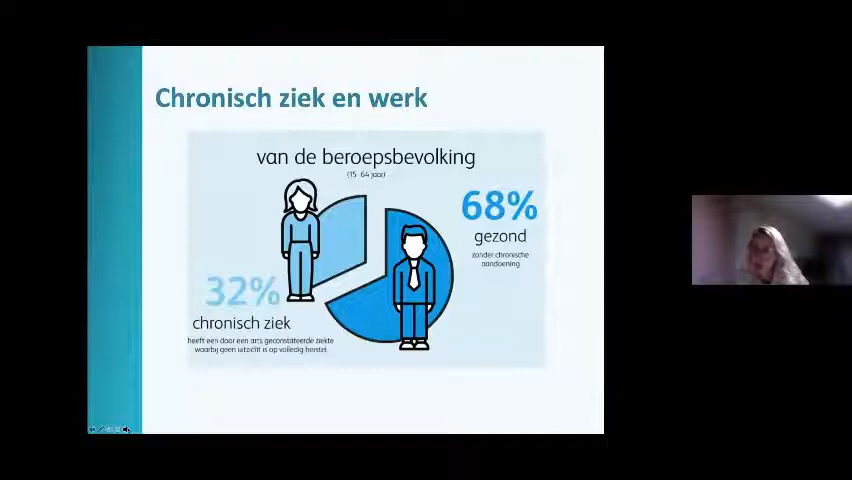 Chronisch ziek en werk
van de beroepsbevolking
(15-64 jaar)
68%
gezond
zonder chronische
aandoening
32%
chronisch ziek
heeft een door een arts geconstateerde ziekte
waarbij geen uitzicht is op volledig herstel